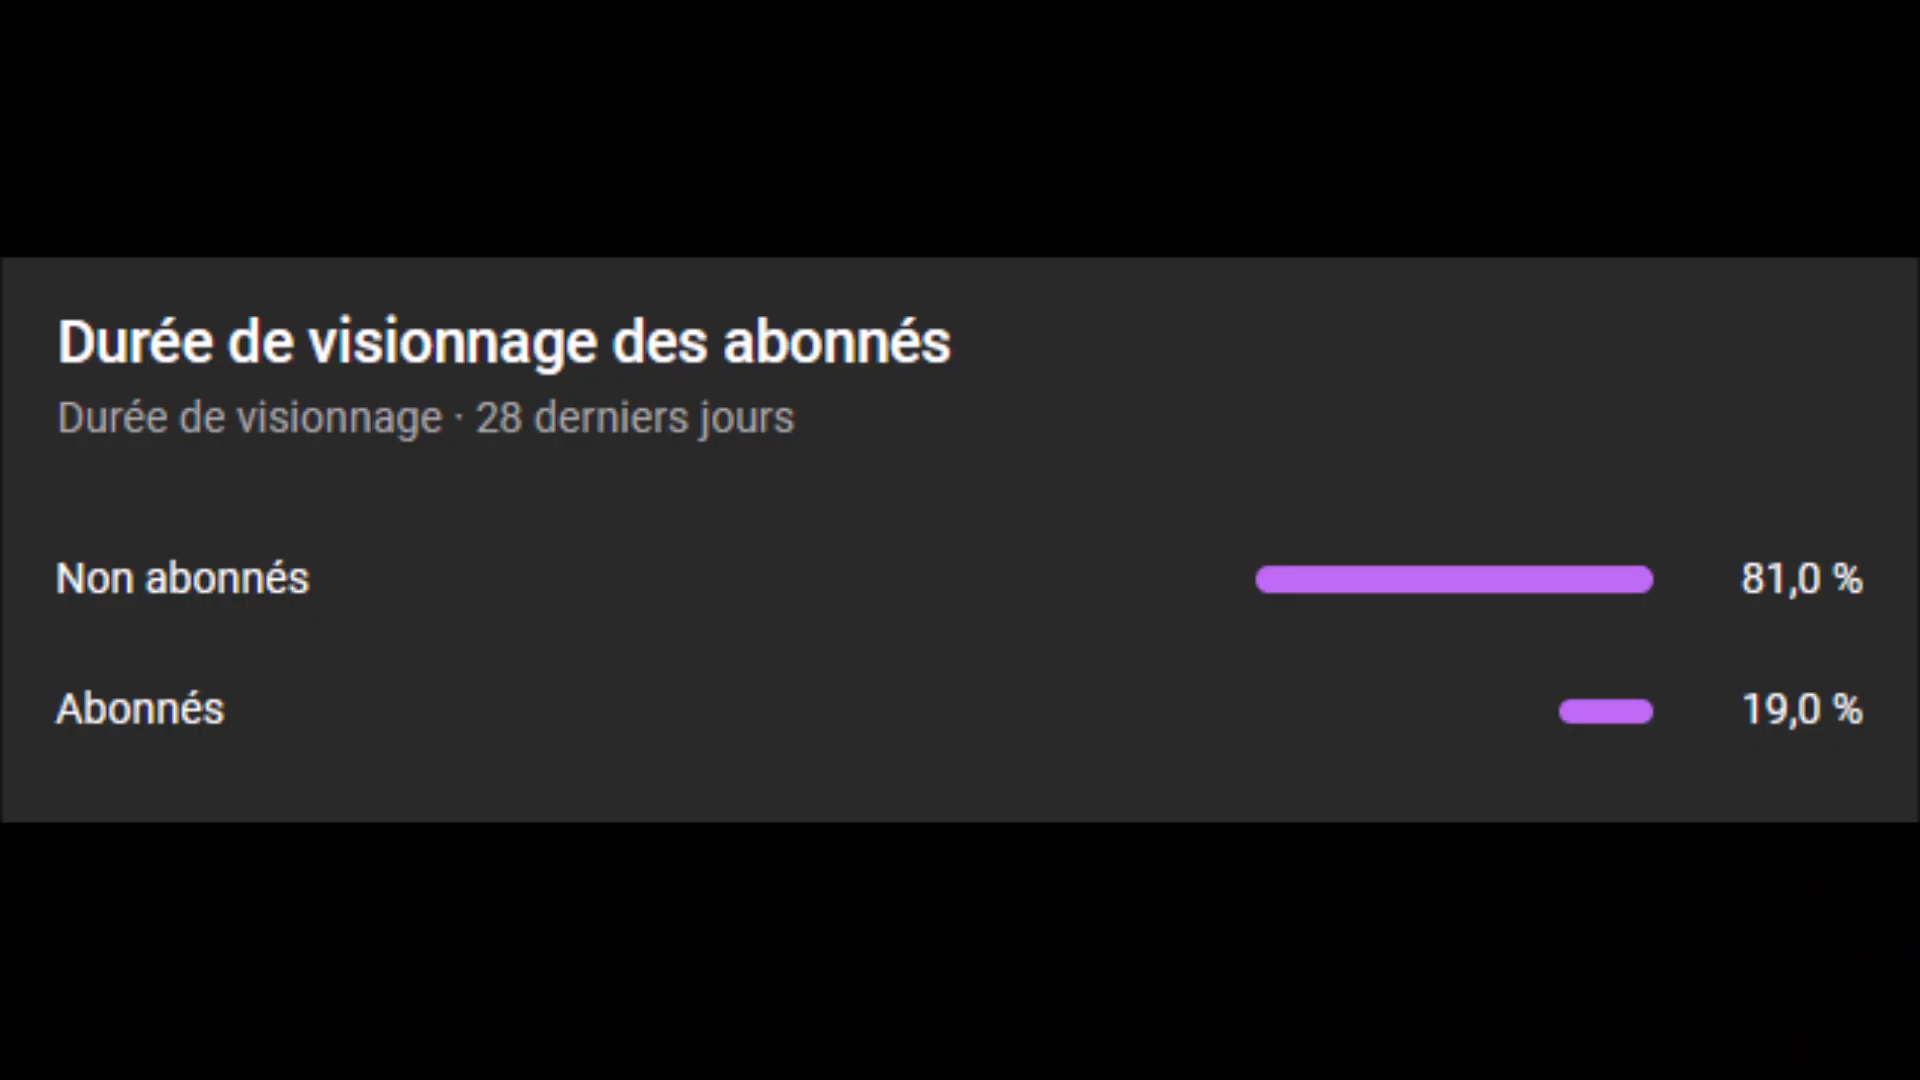 Durée de visionnage des abonnés
Durée de visionnage · 28 derniers jours
Non abonnés 81,0 %
Abonnés 19,0 %